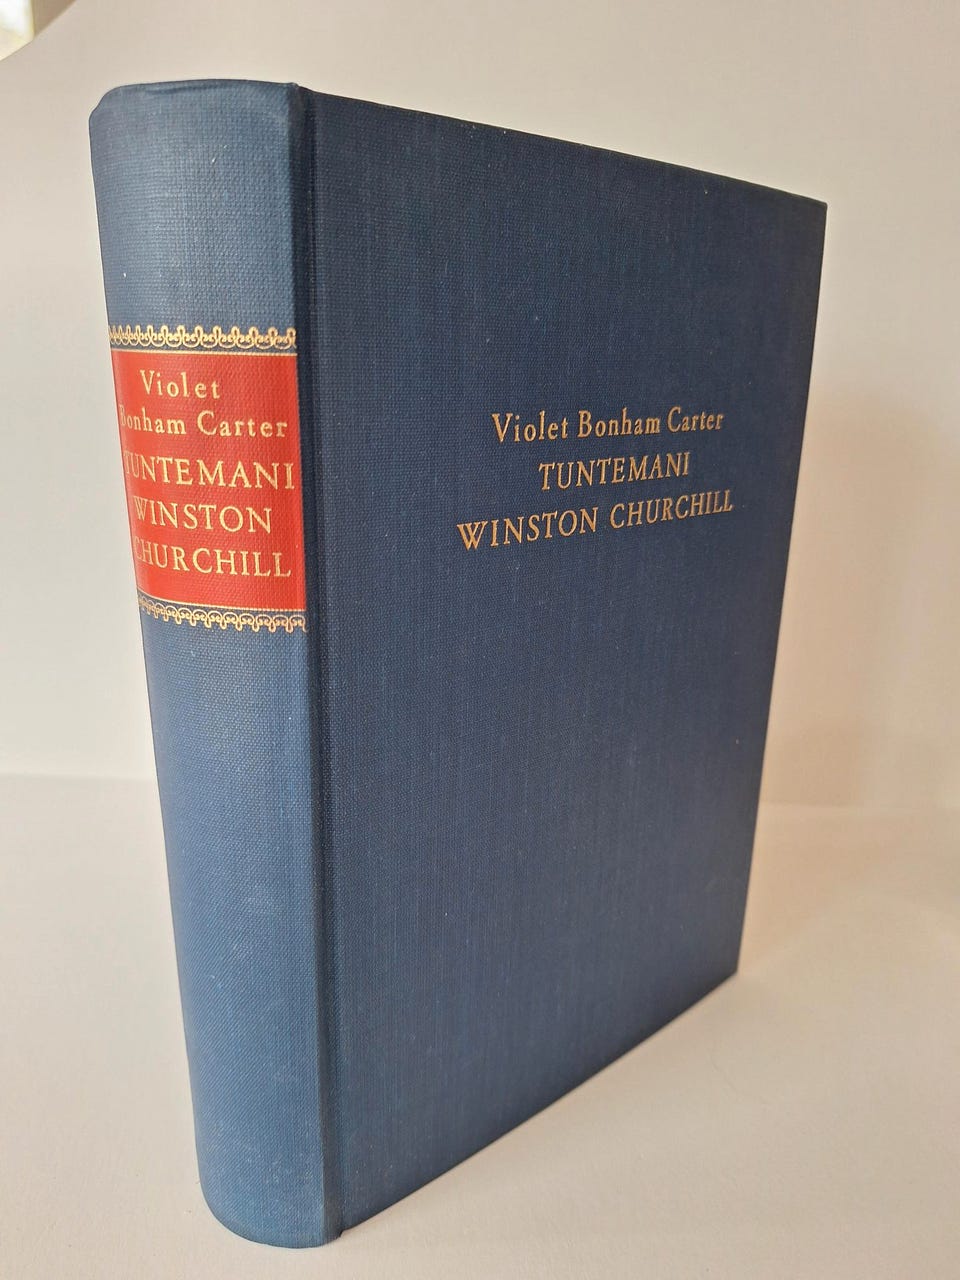 Violet
Bonham Carter
TUNTEMANI
WINSTON
CHURCHILL
Violet Bonham Carter
TUNTEMANI
WINSTON CHURCHILL